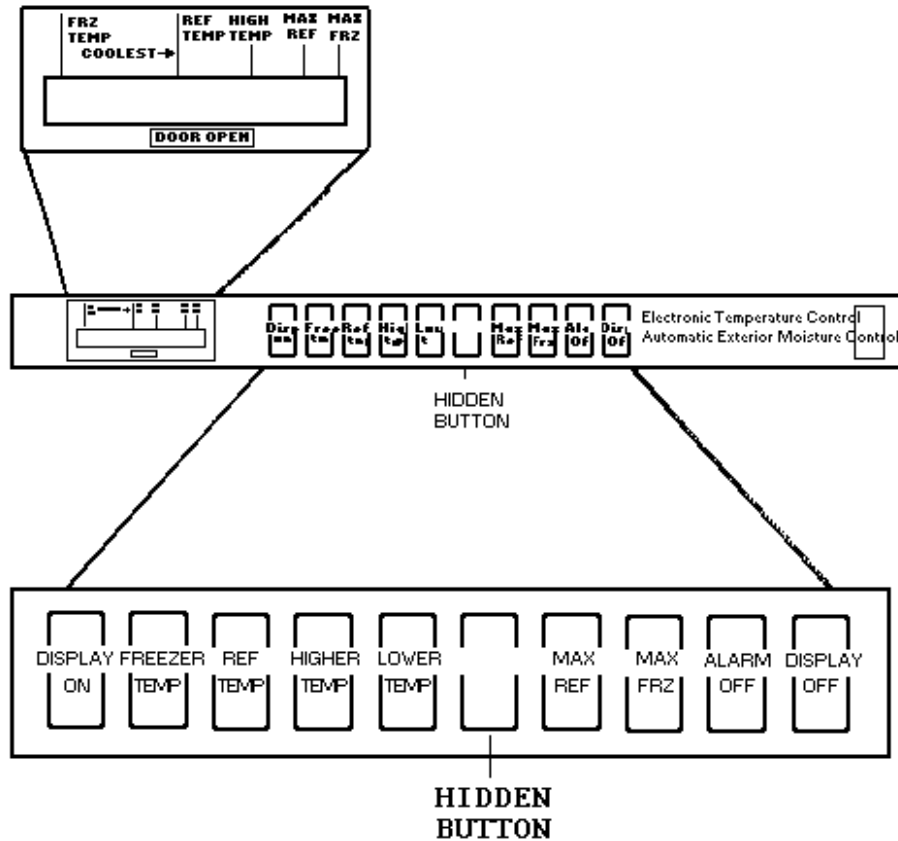 FRZ REF HIGH MAX MAX
TEMP TEMP TEMP REF FRZ
COOLEST→
DOOR OPEN
Electronic Temperature Control
Automatic Exterior Moisture Control
HIDDEN
BUTTON
DISPLAY FREEZER REF HIGHER LOWER MAX MAX ALARM DISPLAY
ON TEMP TEMP TEMP TEMP REF FRZ OFF OFF
HIDDEN
BUTTON